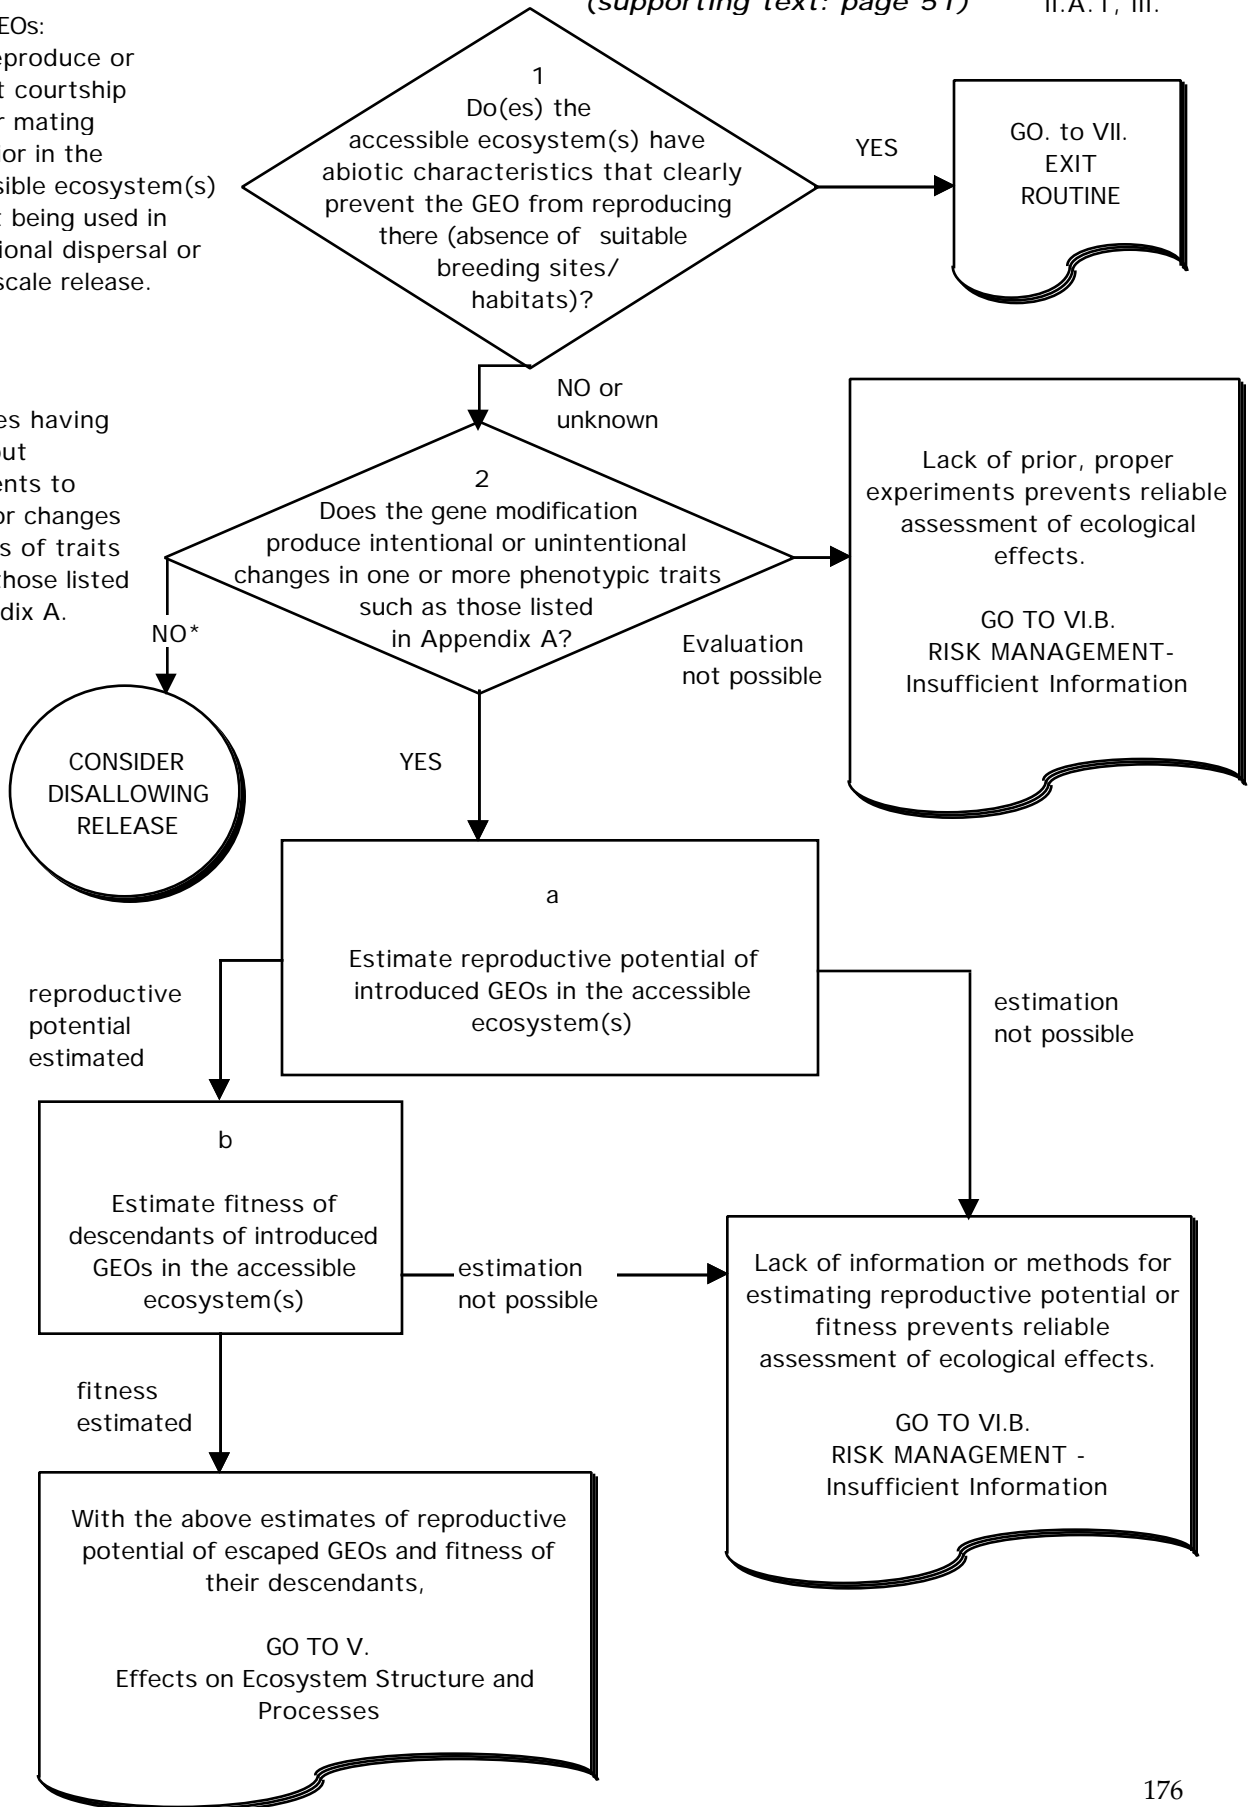 (supporting text: page 51)
II.A.1, III.
EOs:
eproduce or
t courtship
r mating
ior in the
sible ecosystem(s)
t being used in
ional dispersal or
scale release.
1
Do(es) the
accessible ecosystem(s) have
abiotic characteristics that clearly
prevent the GEO from reproducing
there (absence of suitable
breeding sites/
habitats)?
YES
GO. to VII.
EXIT
ROUTINE
NO or
unknown
es having
out
ents to
or changes
s of traits
those listed
dix A.
2
Does the gene modification
produce intentional or unintentional
changes in one or more phenotypic traits
such as those listed
in Appendix A?
NO*
Evaluation
not possible
Lack of prior, proper
experiments prevents reliable
assessment of ecological
effects.
GO TO VI.B.
RISK MANAGEMENT-
Insufficient Information
CONSIDER
DISALLOWING
RELEASE
YES
a
Estimate reproductive potential of
introduced GEOs in the accessible
ecosystem(s)
reproductive
potential
estimated
estimation
not possible
b
Estimate fitness of
descendants of introduced
GEOs in the accessible
ecosystem(s)
estimation
not possible
Lack of information or methods for
estimating reproductive potential or
fitness prevents reliable
assessment of ecological effects.
GO TO VI.B.
RISK MANAGEMENT -
Insufficient Information
fitness
estimated
With the above estimates of reproductive
potential of escaped GEOs and fitness of
their descendants,
GO TO V.
Effects on Ecosystem Structure and
Processes
176